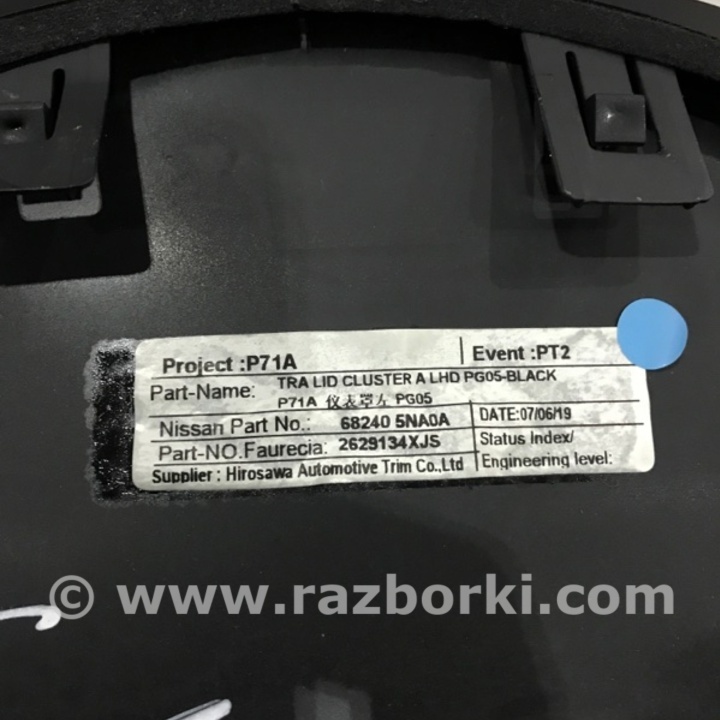 Project :P71A
Event :PT2
Part-Name: TRA LID CLUSTER A LHD PG05-BLACK
P71A 仪表罩左 PG05
Nissan Part No.: 68240 5NA0A
DATE:07/06/19
Part-NO.Faurecia: 2629134XJS
Status Index/
Supplier : Hirosawa Automotive Trim Co.,Ltd
Engineering level:
© www.razborki.com